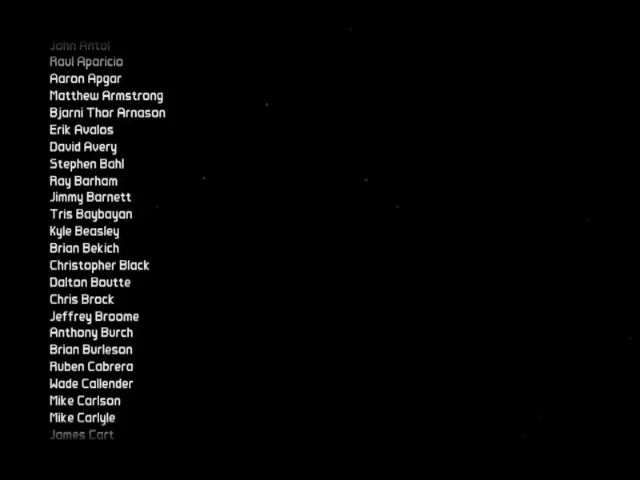 John Antal
Raul Aparicio
Aaron Apgar
Matthew Armstrong
Bjarni Thor Arnason
Erik Avalos
David Avery
Stephen Bahl
Ray Barham
Jimmy Barnett
Tris Baybayan
Kyle Beasley
Brian Bekich
Christopher Black
Dalton Boutte
Chris Brock
Jeffrey Broome
Anthony Burch
Brian Burleson
Ruben Cabrera
Wade Callender
Mike Carlson
Mike Carlyle
James Cart